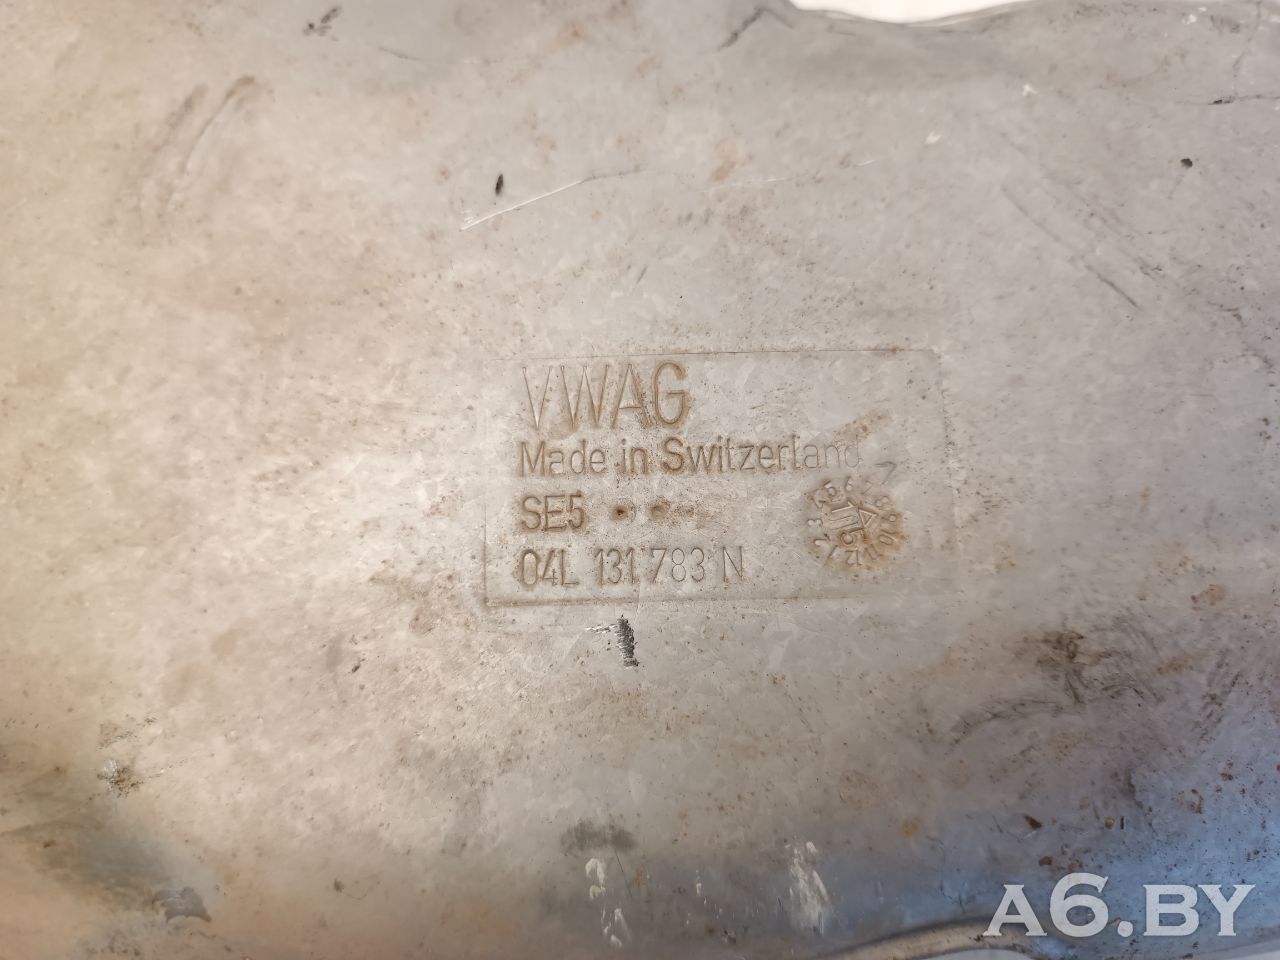 VWAG
Made in Switzerland
SE5
04L 131 783 N
A6.BY